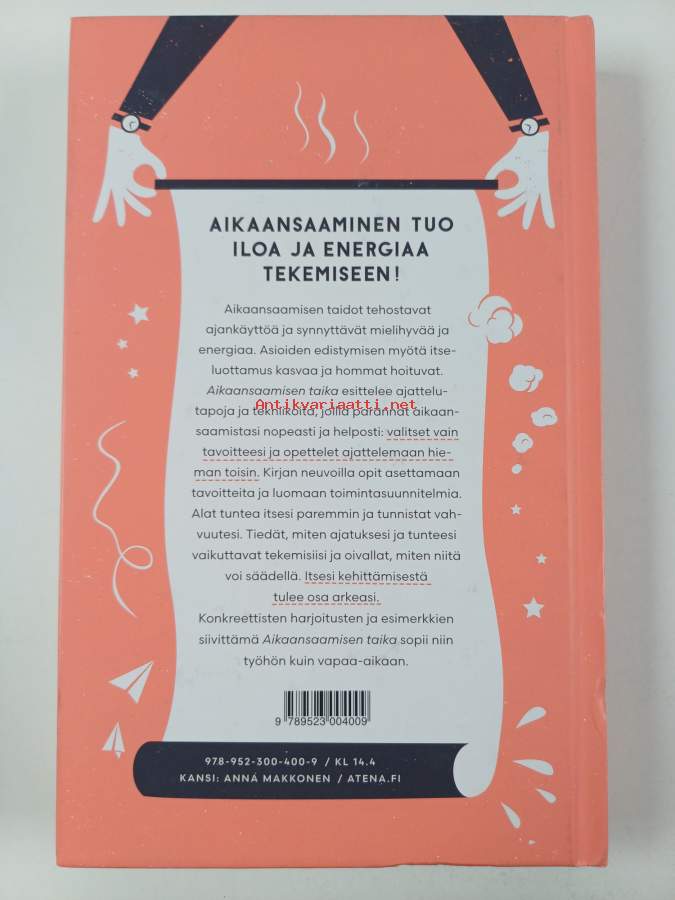 AIKAANSAAMINEN TUO
ILOA JA ENERGIAA
TEKEMISEEN!
Aikaansaamisen taidot tehostavat
ajankäyttöä ja synnyttävät mielihyvää ja
energiaa. Asioiden edistymisen myötä itse-
luottamus kasvaa ja hommat hoituvat.
Aikaansaamisen taika esittelee ajattelu-
Antikvariaatti.net
tapoja ja tekniikoita, joilla parannat aikaan-
saamistasi nopeasti ja helposti: valitset vain
tavoitteesi ja opettelet ajattelemaan hie-
man toisin. Kirjan neuvoilla opit asettamaan
tavoitteita ja luomaan toimintasuunnitelmia.
Alat tuntea itsesi paremmin ja tunnistat vah-
vuutesi. Tiedät, miten ajatuksesi ja tunteesi
vaikuttavat tekemisiisi ja oivallat, miten niitä
voi säädellä. Itsesi kehittämisestä
tulee osa arkeasi.
Konkreettisten harjoitusten ja esimerkkien
siivittämä Aikaansaamisen taika sopii niin
työhön kuin vapaa-aikaan.
9 789523 004009
978-952-300-400-9 / KL 14.4
KANSI: ANNA MAKKONEN / ATENA.FI